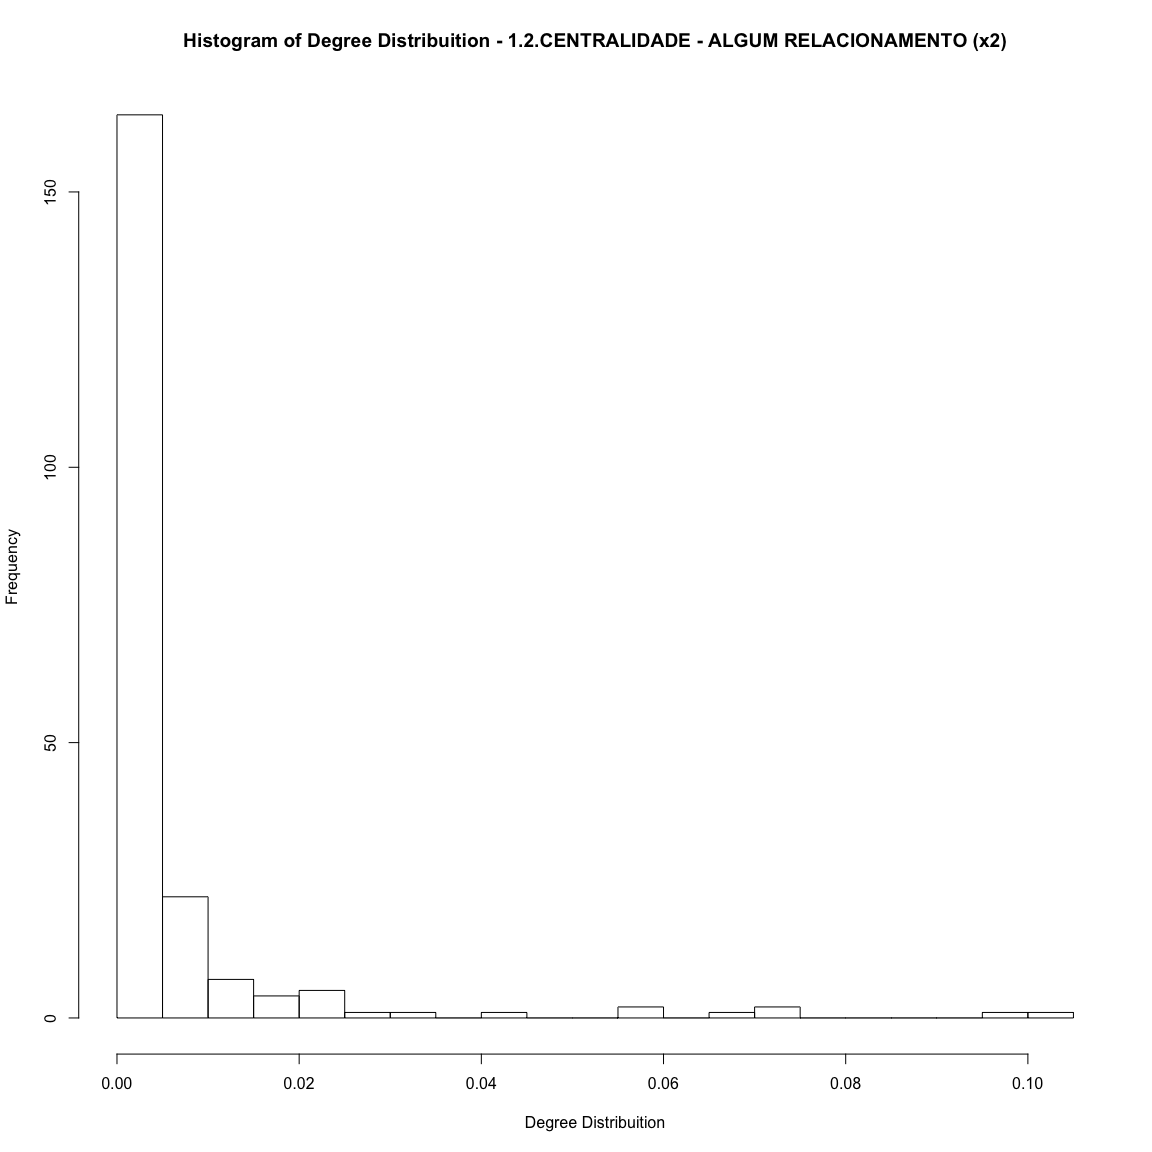 Histogram of Degree Distribuition - 1.2.CENTRALIDADE - ALGUM RELACIONAMENTO (x2)
150
100
50
0
Frequency
0.00 0.02 0.04 0.06 0.08 0.10
Degree Distribuition